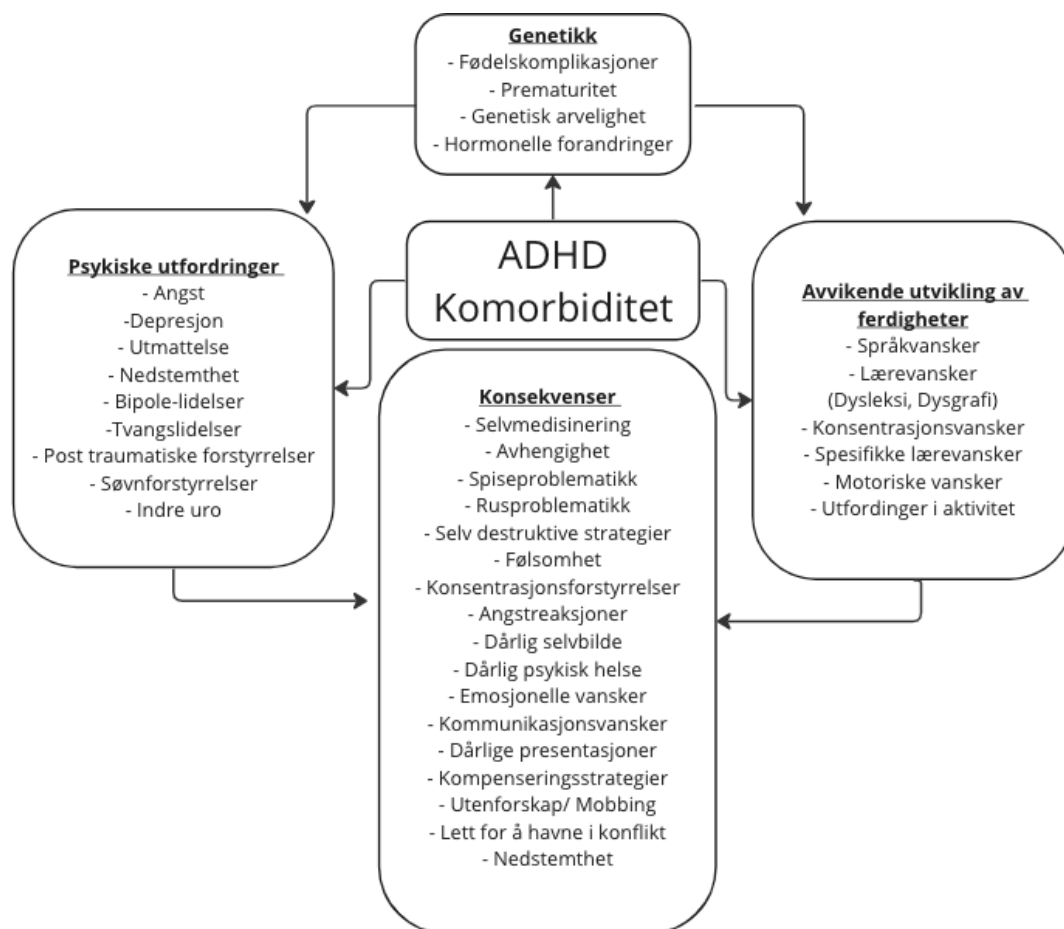 Genetikk
- Fødelskomplikasjoner
- Prematuritet
- Genetisk arvelighet
- Hormonelle forandringer
ADHD
Komorbiditet
Psykiske utfordringer
- Angst
-Depresjon
- Utmattelse
- Nedstemthet
- Bipole-lidelser
-Tvangslidelser
- Post traumatiske forstyrrelser
- Søvnforstyrrelser
- Indre uro
Avvikende utvikling av
ferdigheter
- Språkvansker
- Lærevansker
(Dysleksi, Dysgrafi)
- Konsentrasjonsvansker
- Spesifikke lærevansker
- Motoriske vansker
- Utfordinger i aktivitet
Konsekvenser
- Selvmedisinering
- Avhengighet
- Spiseproblematikk
- Rusproblematikk
- Selv destruktive strategier
- Følsomhet
- Konsentrasjonsforstyrrelser
- Angstreaksjoner
- Dårlig selvbilde
- Dårlig psykisk helse
- Emosjonelle vansker
- Kommunikasjonsvansker
- Dårlige presentasjoner
- Kompenseringsstrategier
- Utenforskap/ Mobbing
- Lett for å havne i konflikt
- Nedstemthet